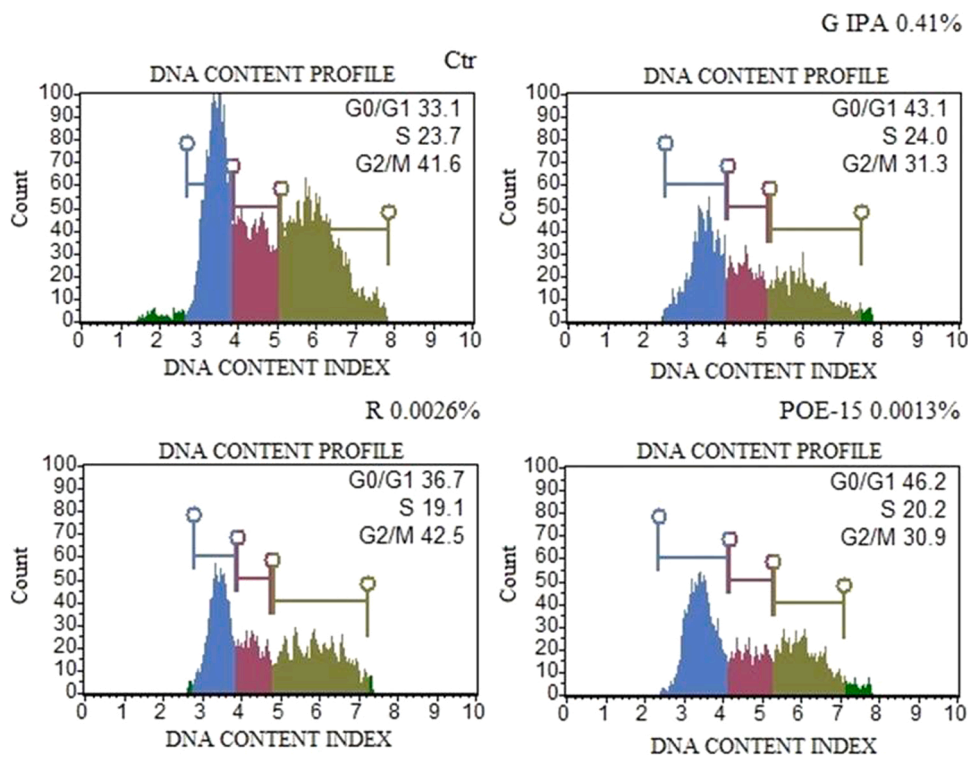 Ctr
DNA CONTENT PROFILE
G0/G1 33.1
S 23.7
G2/M 41.6
Count
100
90
80
70
60
50
40
30
20
10
0
0 1 2 3 4 5 6 7 8 9 10
DNA CONTENT INDEX
G IPA 0.41%
DNA CONTENT PROFILE
G0/G1 43.1
S 24.0
G2/M 31.3
Count
100
90
80
70
60
50
40
30
20
10
0
0 1 2 3 4 5 6 7 8 9 10
DNA CONTENT INDEX
R 0.0026%
DNA CONTENT PROFILE
G0/G1 36.7
S 19.1
G2/M 42.5
Count
100
90
80
70
60
50
40
30
20
10
0
0 1 2 3 4 5 6 7 8 9 10
DNA CONTENT INDEX
POE-15 0.0013%
DNA CONTENT PROFILE
G0/G1 46.2
S 20.2
G2/M 30.9
Count
100
90
80
70
60
50
40
30
20
10
0
0 1 2 3 4 5 6 7 8 9 10
DNA CONTENT INDEX